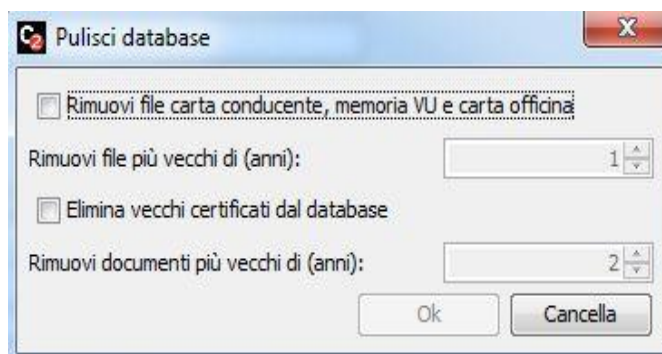 C2 Pulisci database
Rimuovi file carta conducente, memoria VU e carta officina
Rimuovi file più vecchi di (anni): 1
Elimina vecchi certificati dal database
Rimuovi documenti più vecchi di (anni): 2
Ok Cancella